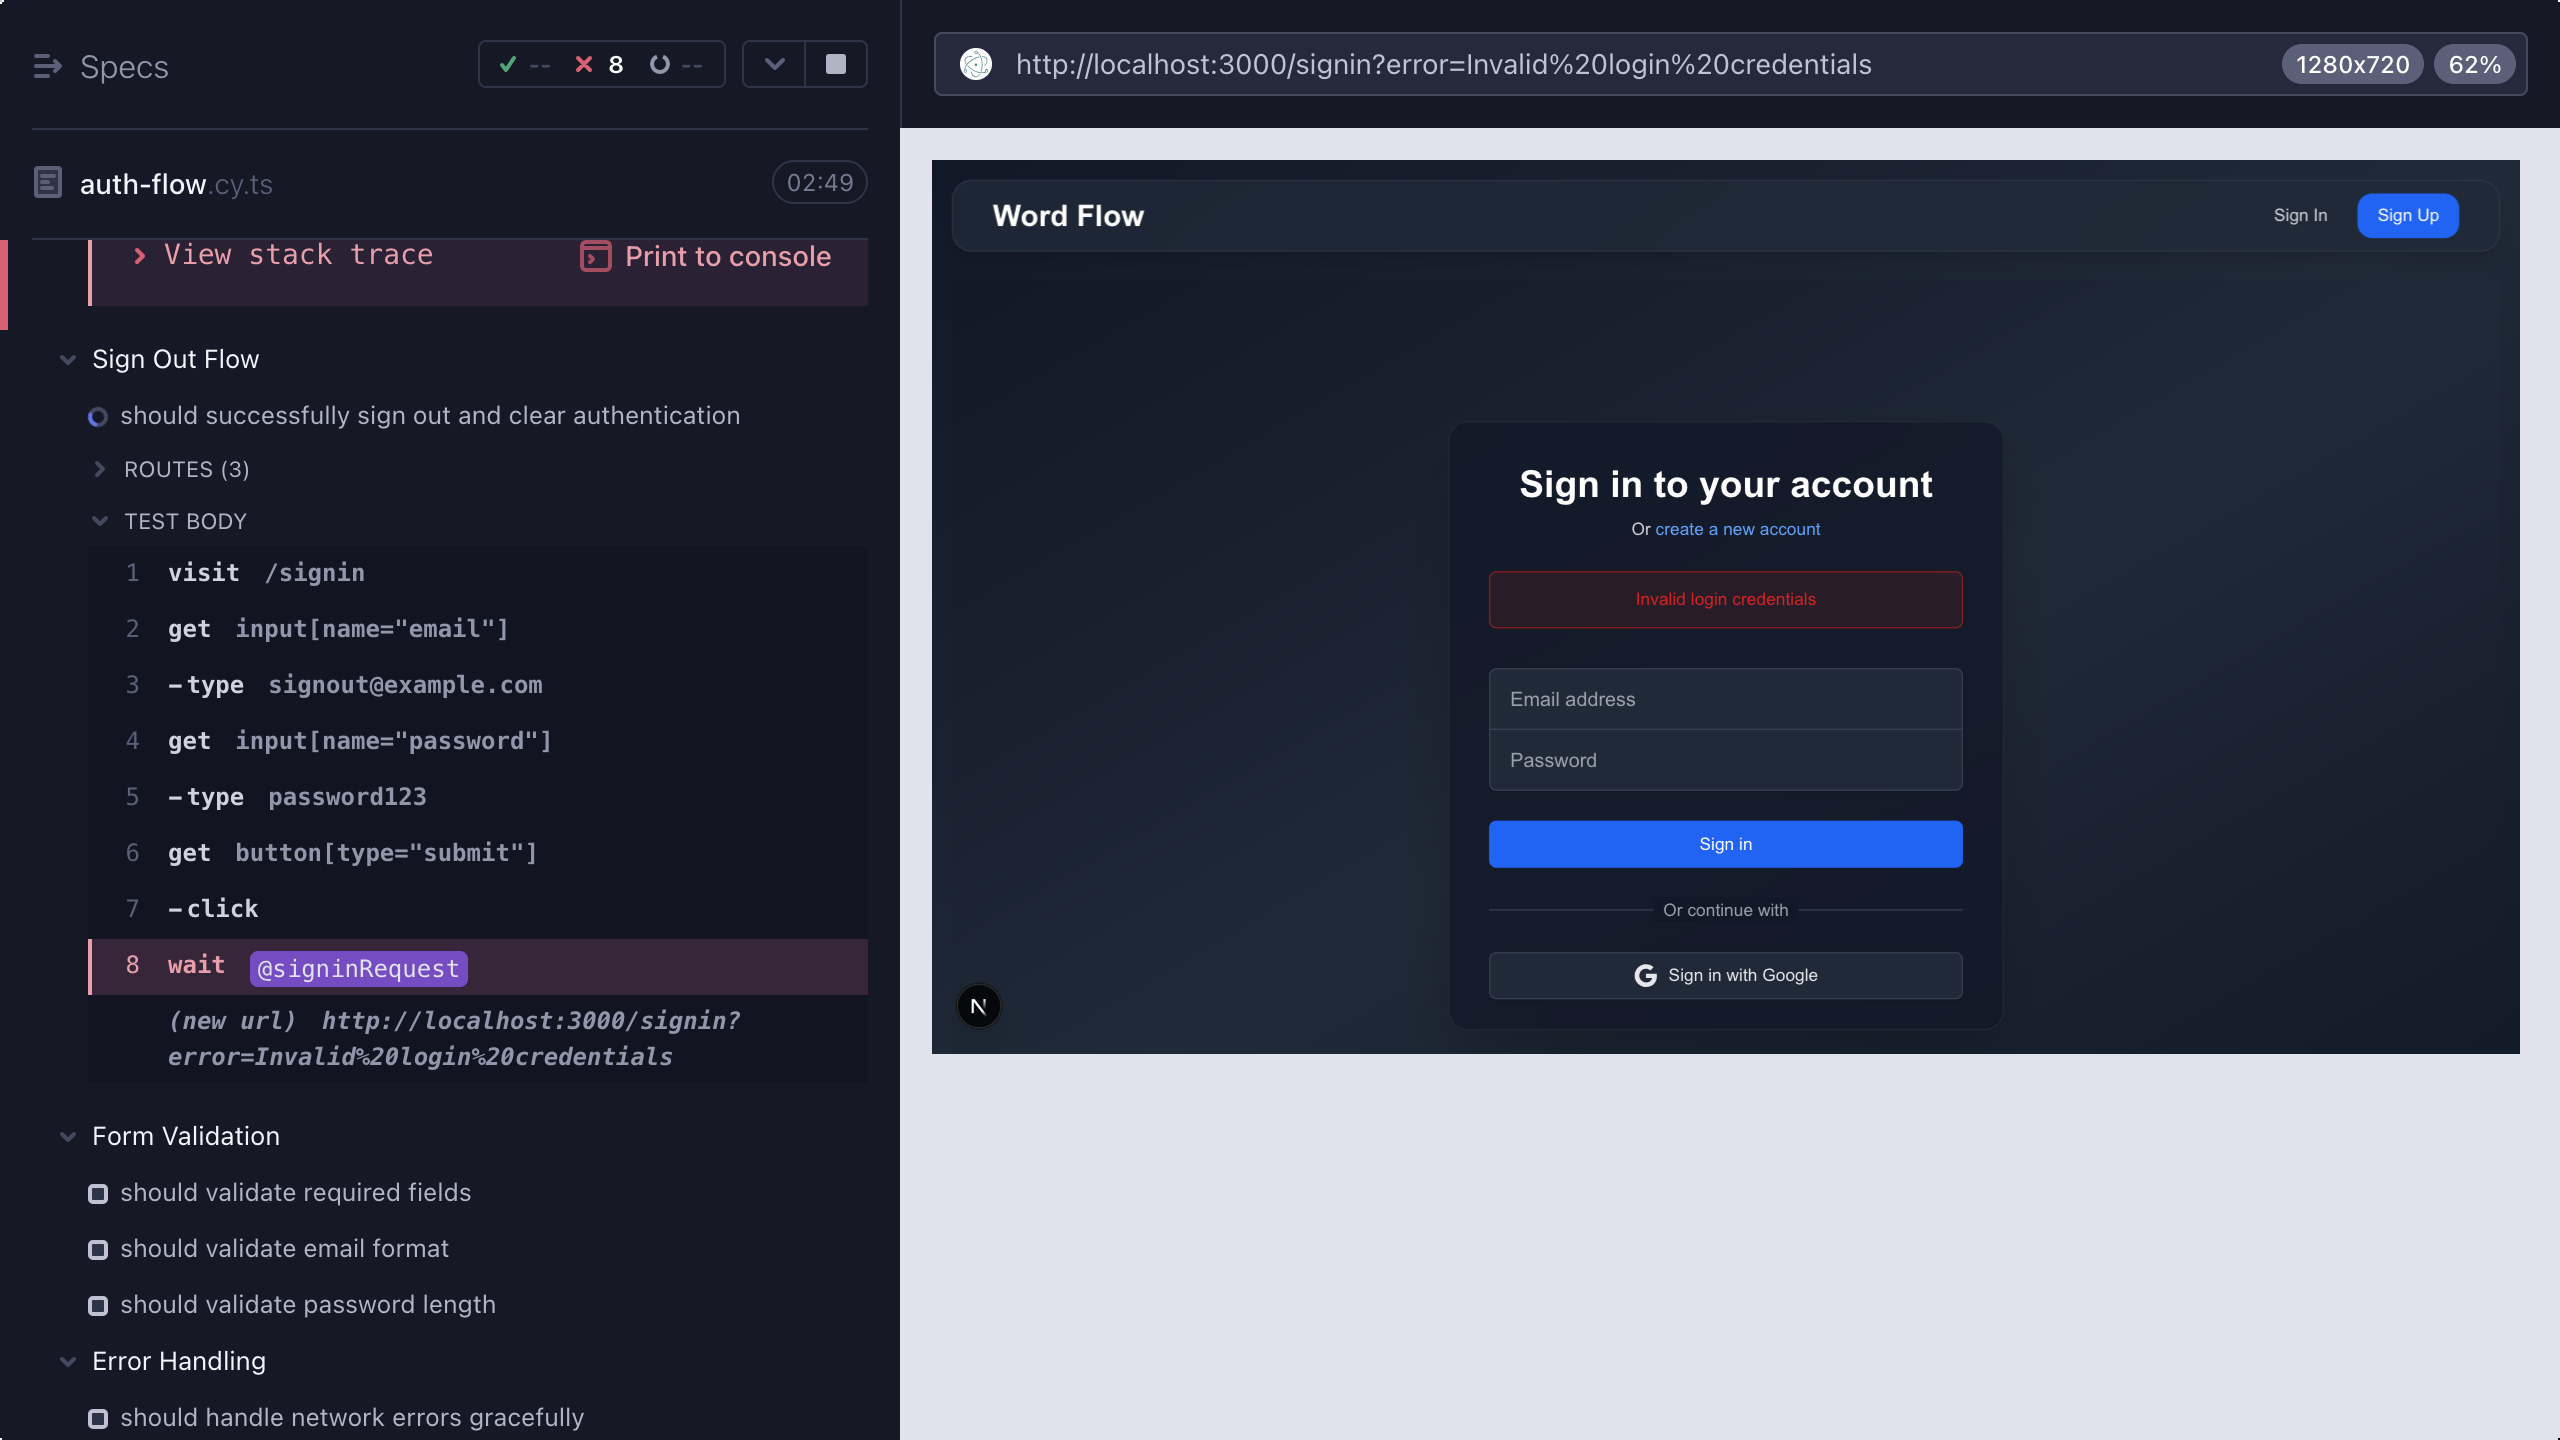 Specs
-- 8 --
auth-flow.cy.ts 02:49
View stack trace Print to console
Sign Out Flow
should successfully sign out and clear authentication
ROUTES (3)
TEST BODY
1 visit /signin
2 get input[name="email"]
3 -type signout@example.com
4 get input[name="password"]
5 -type password123
6 get button[type="submit"]
7 -click
8 wait @signinRequest
(new url) http://localhost:3000/signin?
error=Invalid%20login%20credentials
Form Validation
should validate required fields
should validate email format
should validate password length
Error Handling
should handle network errors gracefully
http://localhost:3000/signin?error=Invalid%20login%20credentials 1280x720 62%
Word Flow Sign In Sign Up
Sign in to your account
Or create a new account
Invalid login credentials
Email address
Password
Sign in
Or continue with
G Sign in with Google
N